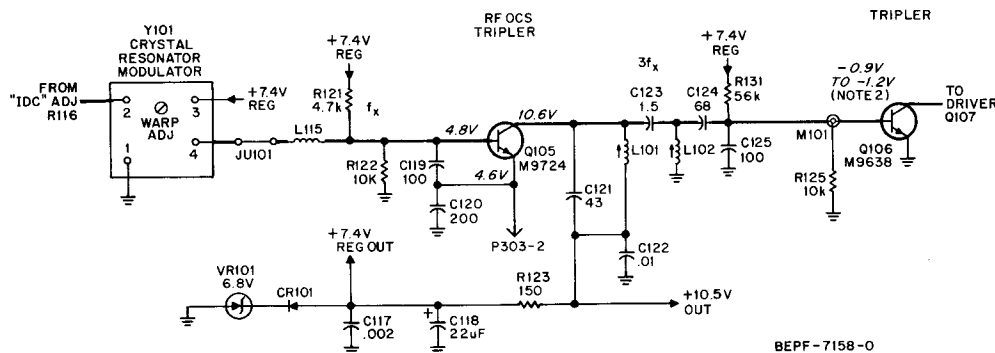 RF OCS
TRIPLER
TRIPLER
Y101
CRYSTAL
RESONATOR
MODULATOR
FROM
"IDC" ADJ
R116
2
3
WARP
ADJ
1
4
+7.4V
REG
JU101
L115
+7.4V
REG
R121
4.7k
fx
R122
10K
C119
100
C120
200
4.8V
10.6V
4.6V
Q105
M9724
P303-2
3fx
C123
1.5
C124
68
+7.4V
REG
R131
56k
L101
L102
C121
43
C122
.01
C125
100
-0.9V
TO -1.2V
(NOTE 2)
M101
R125
10k
Q106
M9638
TO
DRIVER
Q107
+7.4V
REG OUT
VR101
6.8V
CR101
C117
.002
+
C118
22uF
R123
150
+10.5V
OUT
BEPF-7158-O